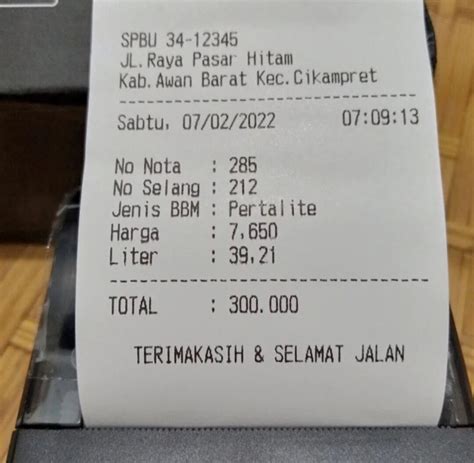 SPBU 34-12345
JL.Raya Pasar Hitam
Kab.Awan Barat Kec.Cikampret
Sabtu, 07/02/2022 07:09:13
No Nota : 285
No Selang : 212
Jenis BBM : Pertalite
Harga : 7,650
Liter : 39,21
TOTAL : 300.000
TERIMAKASIH & SELAMAT JALAN